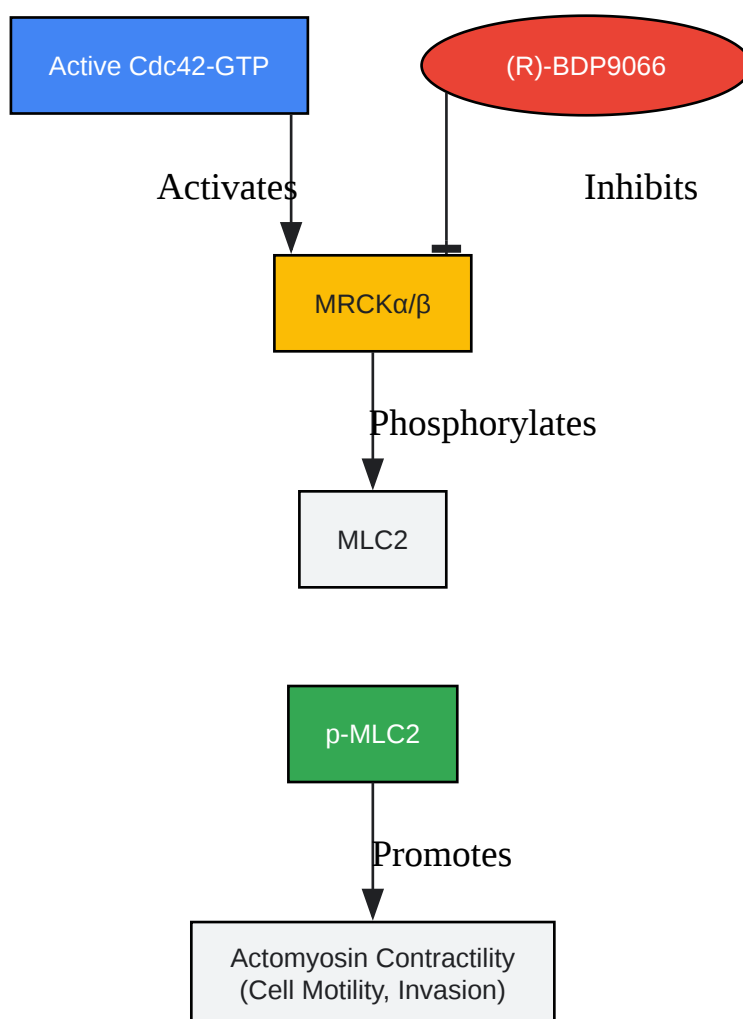 Active Cdc42-GTP
(R)-BDP9066
Activates
Inhibits
MRCKα/β
Phosphorylates
MLC2
p-MLC2
Promotes
Actomyosin Contractility
(Cell Motility, Invasion)